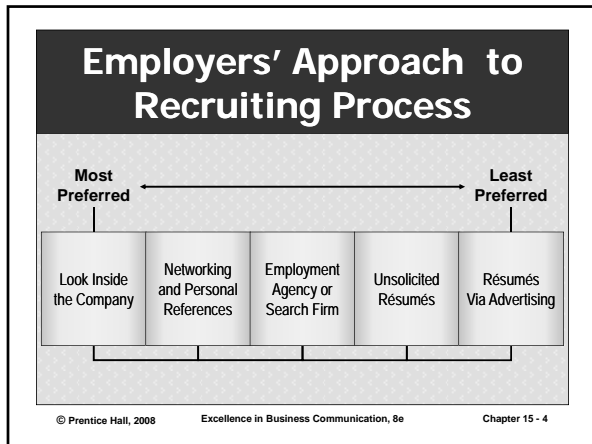 Employers’ Approach to
Recruiting Process
Most
Preferred
Least
Preferred
Look Inside
the Company
Networking
and Personal
References
Employment
Agency or
Search Firm
Unsolicited
Résumés
Résumés
Via Advertising
© Prentice Hall, 2008 Excellence in Business Communication, 8e Chapter 15 - 4